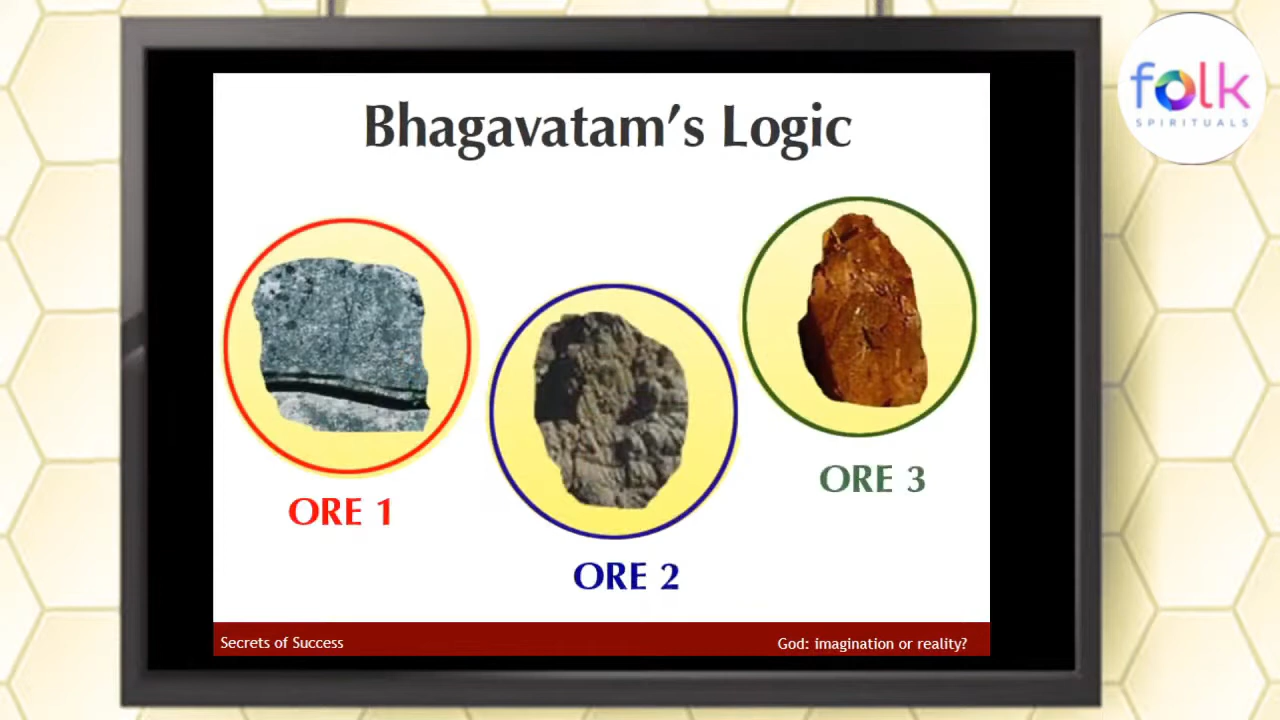 folk
SPIRITUALS
Bhagavatam's Logic
ORE 1
ORE 2
ORE 3
Secrets of Success
God: imagination or reality?